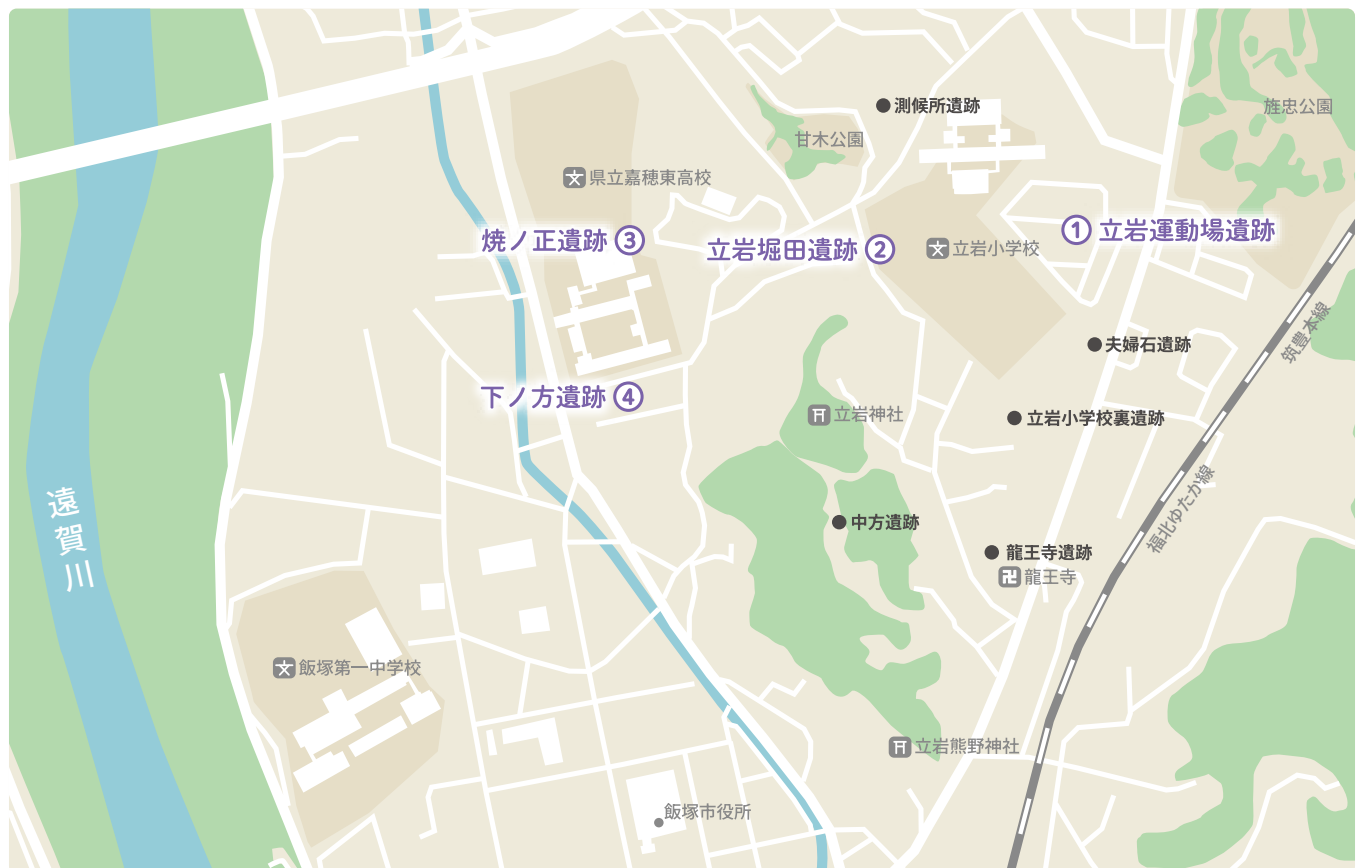 測候所遺跡
旌忠公園
甘木公園
文 県立嘉穂東高校
① 立岩運動場遺跡
焼ノ正遺跡 ③
立岩堀田遺跡 ②
文 立岩小学校
筑豊本線
夫婦石遺跡
下ノ方遺跡 ④
立岩神社
立岩小学校裏遺跡
遠賀川
福北ゆたか線
中方遺跡
龍王寺遺跡
卍 龍王寺
文 飯塚第一中学校
立岩熊野神社
飯塚市役所